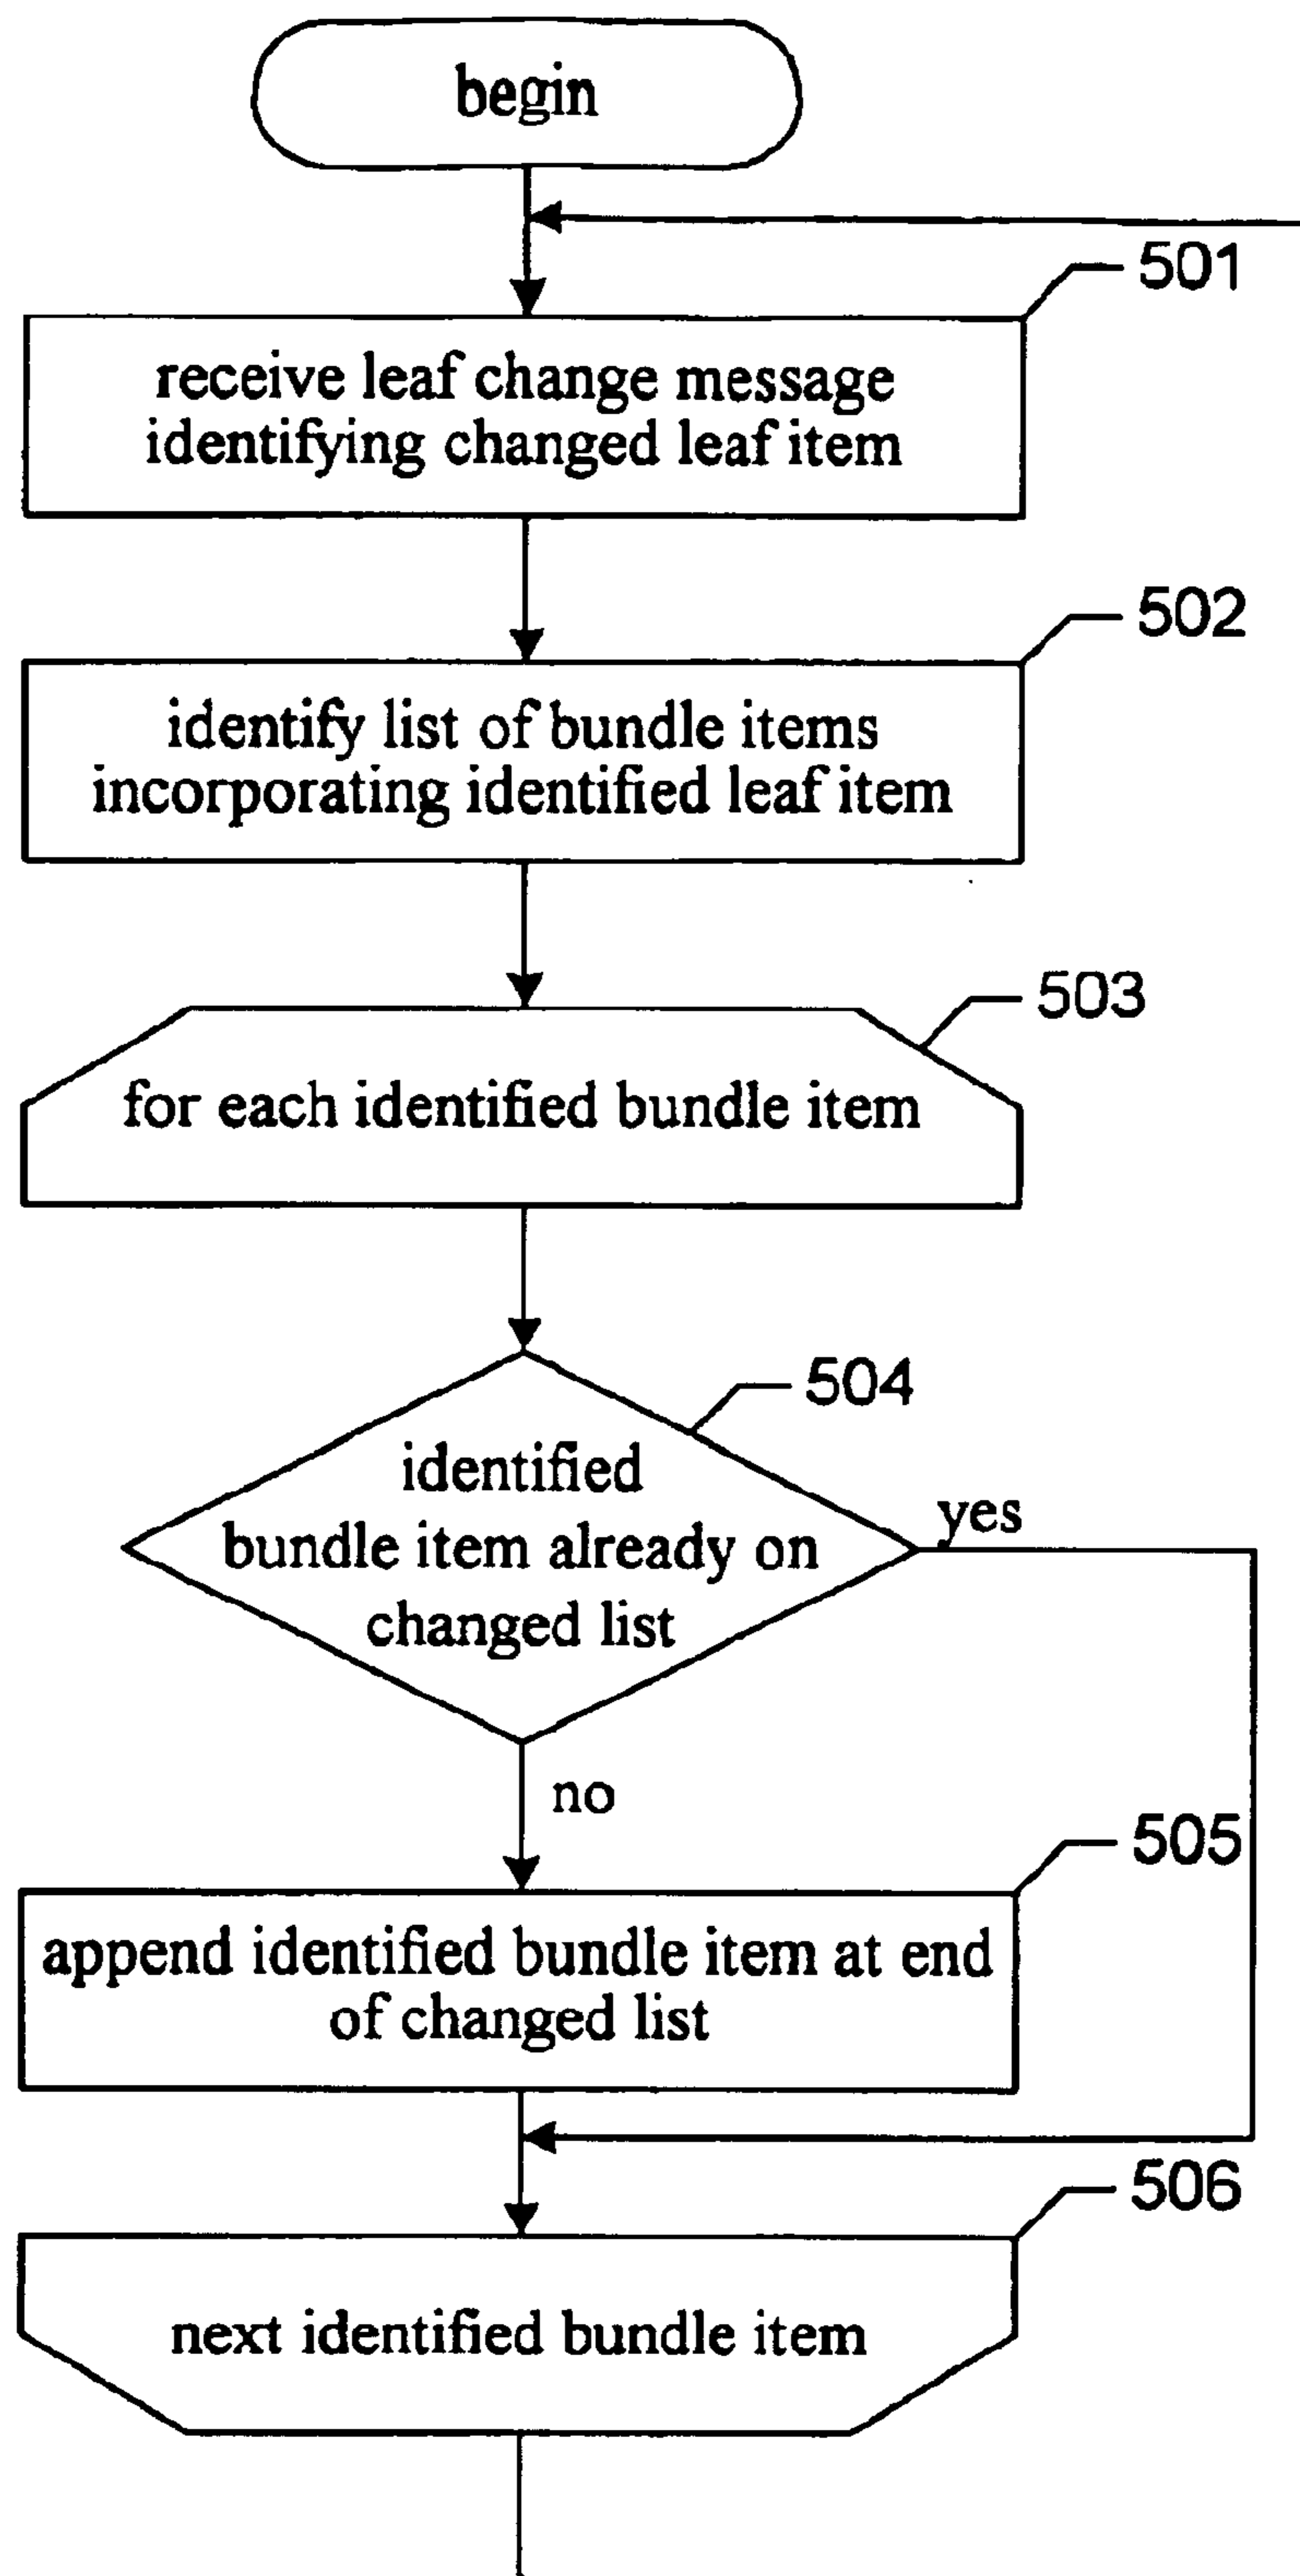 begin
501
receive leaf change message
identifying changed leaf item
502
identify list of bundle items
incorporating identified leaf item
503
for each identified bundle item
504
identified
bundle item already on
changed list
yes
no
505
append identified bundle item at end
of changed list
506
next identified bundle item